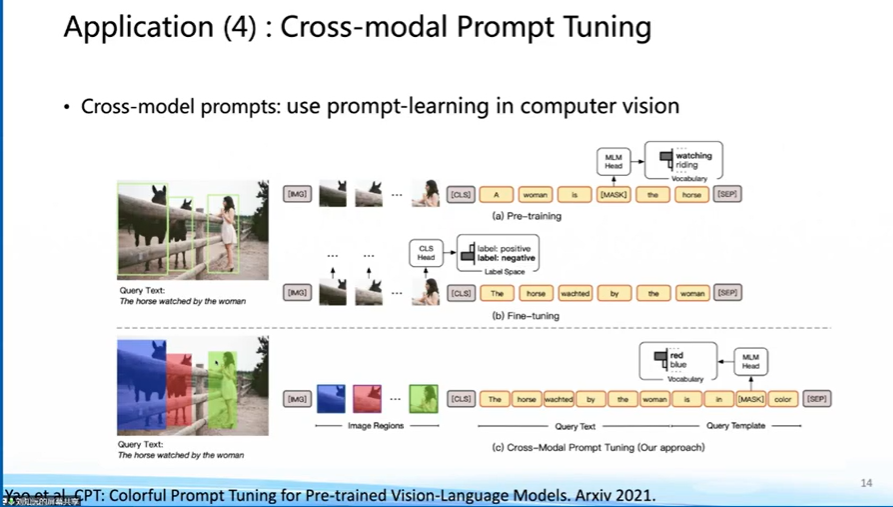 Application (4) : Cross-modal Prompt Tuning
• Cross-model prompts: use prompt-learning in computer vision
MLM Head
watching
riding
Vocabulary
[IMG] ... [CLS] A woman is [MASK] the horse [SEP]
(a) Pre-training
Query Text:
The horse watched by the woman
... ...
CLS Head
label: positive
label: negative
Label Space
[IMG] ... [CLS] The horse wachted by the woman [SEP]
(b) Fine-tuning
red
blue
Vocabulary
MLM Head
[IMG] ... [CLS] The horse wachted by the woman is in [MASK] color [SEP]
Image Regions
Query Text
Query Template
(c) Cross-Modal Prompt Tuning (Our approach)
Query Text:
The horse watched by the woman
14
Yao et al. CPT: Colorful Prompt Tuning for Pre-trained Vision-Language Models. Arxiv 2021.
的屏幕共享